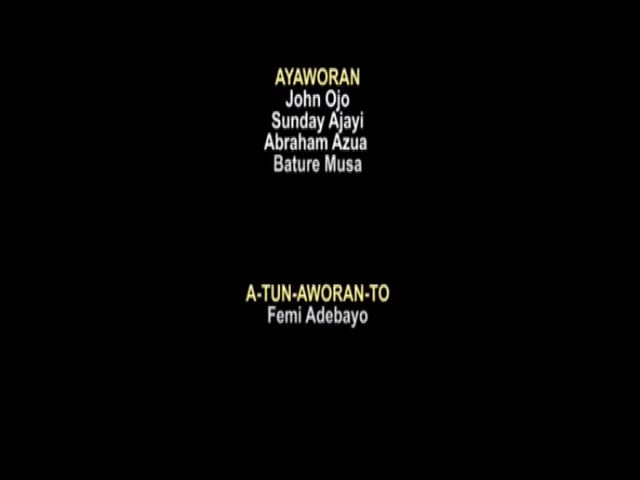 AYAWORAN
John Ojo
Sunday Ajayi
Abraham Azua
Bature Musa
A-TUN-AWORAN-TO
Femi Adebayo